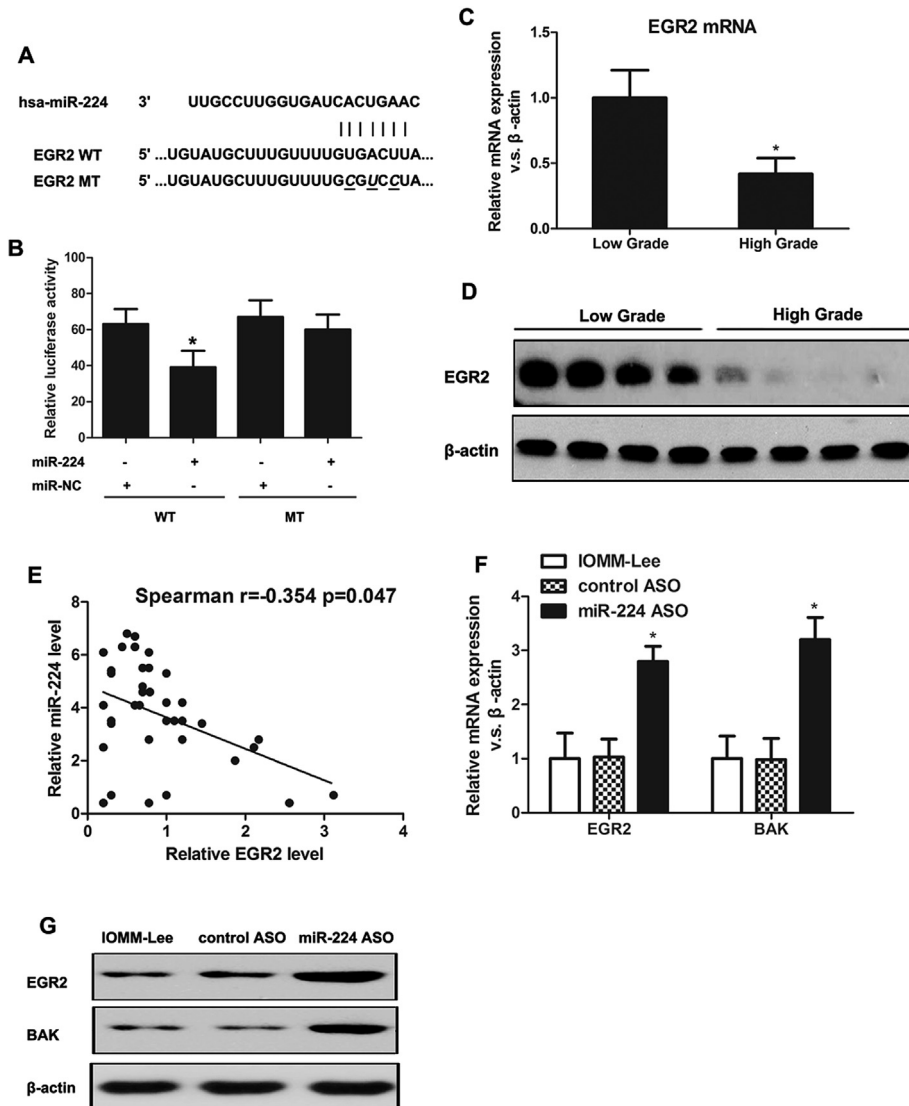 A
hsa-miR-224 3' UUGCCUUGGUGAUCACUGAAC
EGR2 WT 5' ...UGUAUGCUUUGUUUUGUGACUUA...
EGR2 MT 5' ...UGUAUGCUUUGUUUUGCGUCCUA...
B
Relative luciferase activity
100
80
60
40
20
0
*
miR-224 - + - +
miR-NC + - + -
WT MT
C
EGR2 mRNA
Relative mRNA expression
v.s. β -actin
1.5
1.0
0.5
0.0
*
Low Grade High Grade
D
Low Grade High Grade
EGR2
β-actin
E
Spearman r=-0.354 p=0.047
Relative miR-224 level
8
6
4
2
0
0 1 2 3 4
Relative EGR2 level
F
IOMM-Lee
control ASO
miR-224 ASO
Relative mRNA expression
v.s. β -actin
4
3
2
1
0
* *
EGR2 BAK
G
IOMM-Lee control ASO miR-224 ASO
EGR2
BAK
β-actin